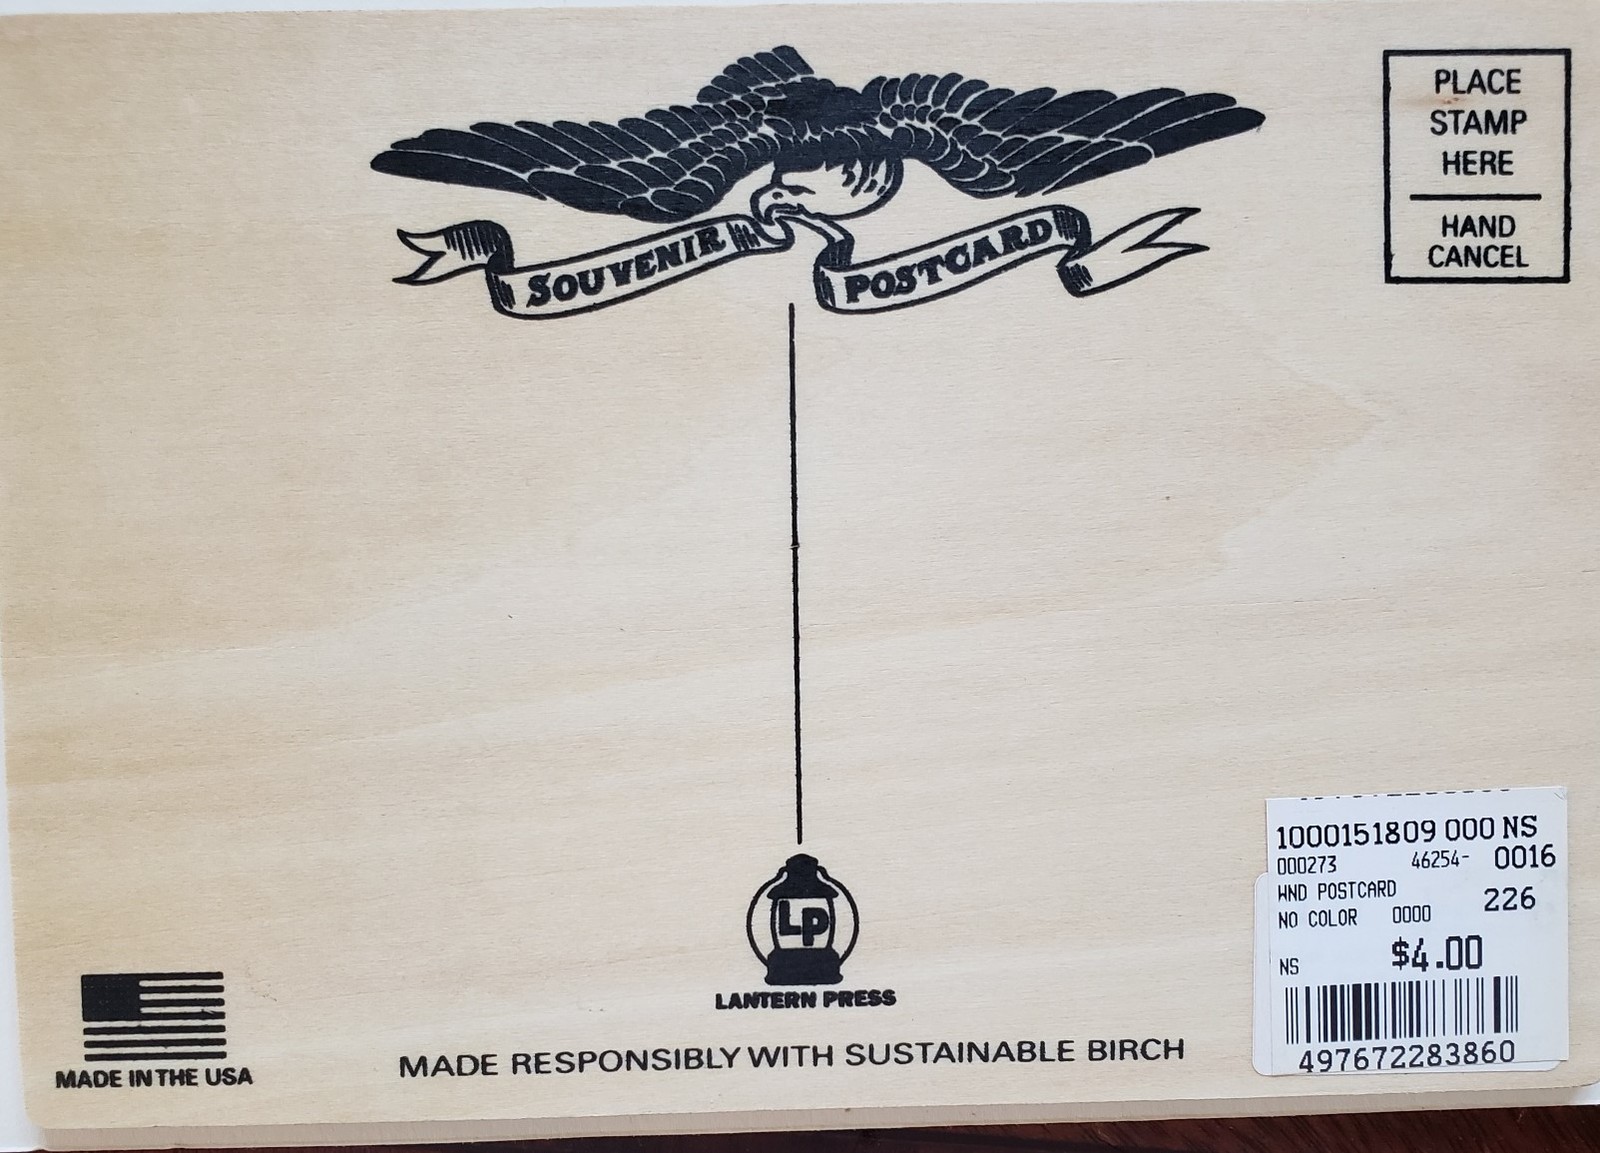 SOUVENIR POSTCARD
PLACE
STAMP
HERE
HAND
CANCEL
LP
LANTERN PRESS
MADE IN THE USA
MADE RESPONSIBLY WITH SUSTAINABLE BIRCH
1000151809 000 NS
000273 46254- 0016
WND POSTCARD 226
NO COLOR 0000
NS $4.00
497672283860